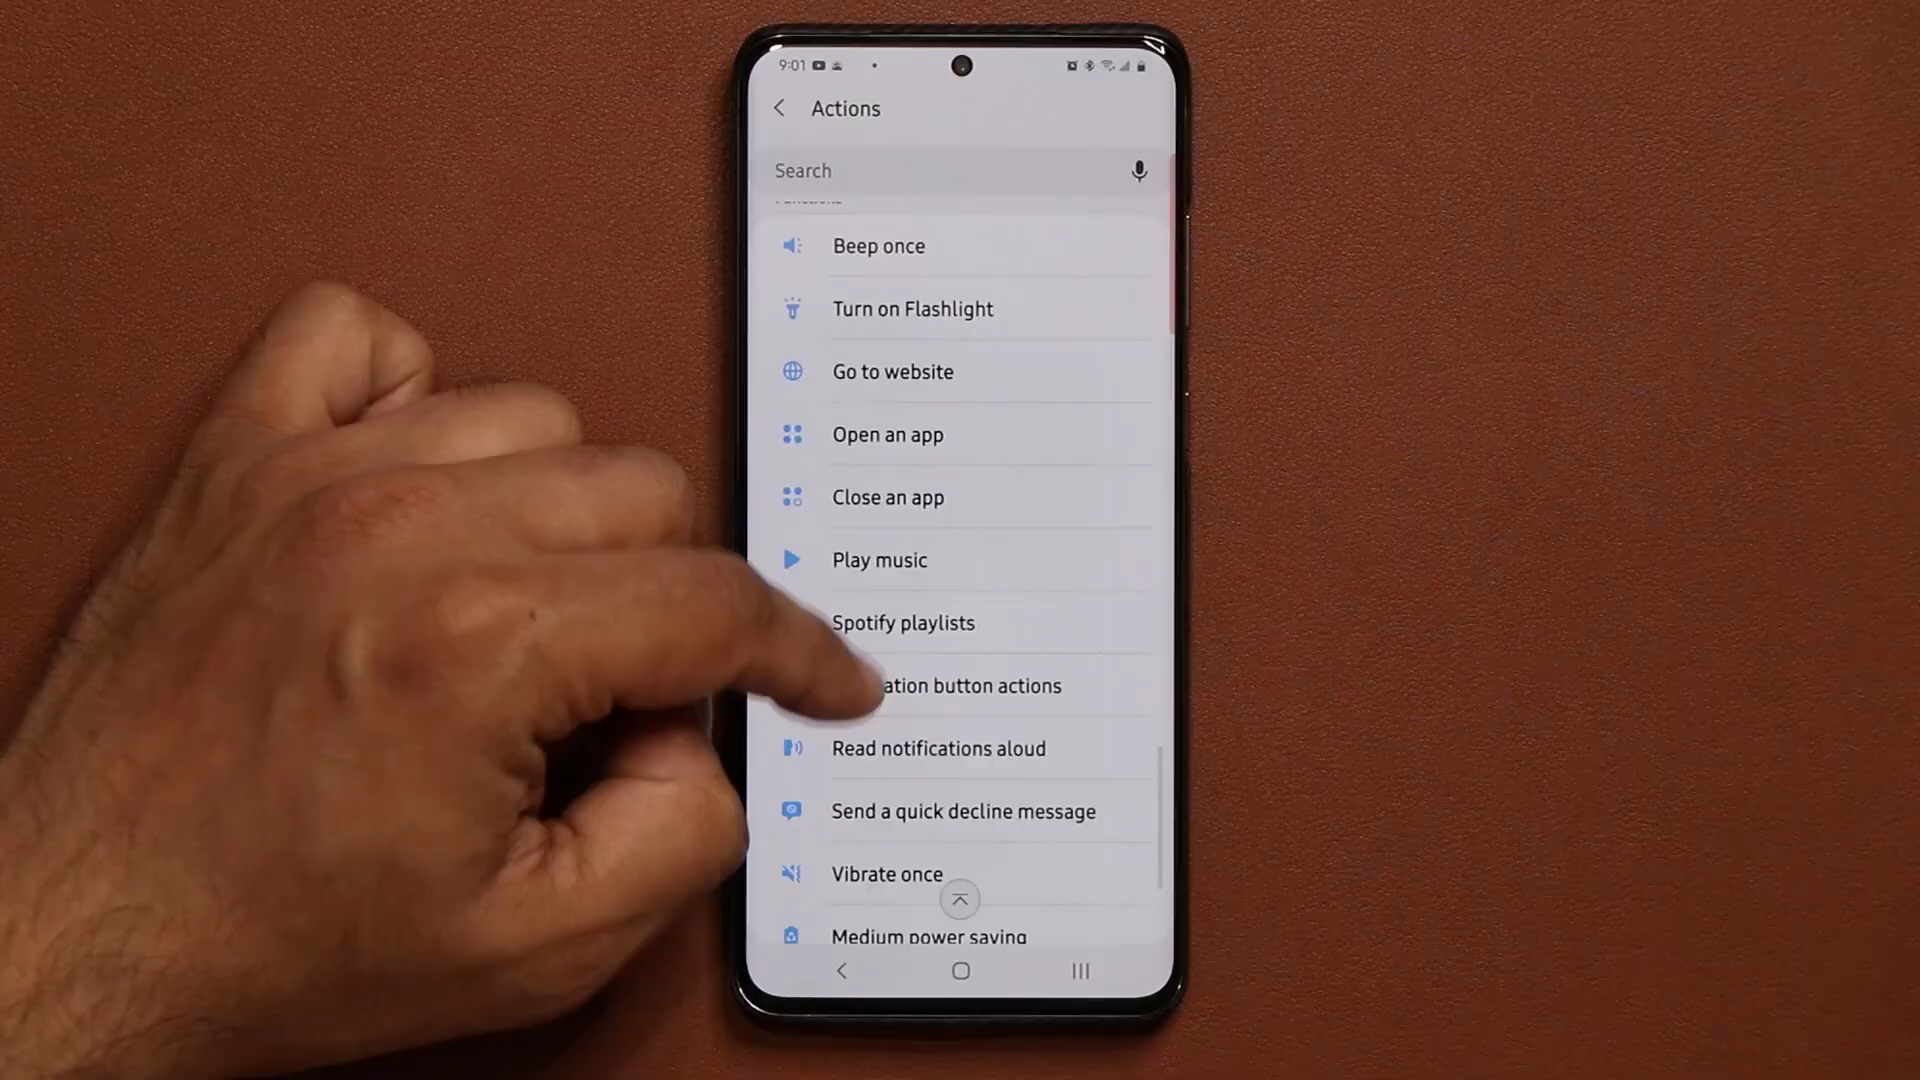 9:01
Actions
Search
Beep once
Turn on Flashlight
Go to website
Open an app
Close an app
Play music
Spotify playlists
button actions
Read notifications aloud
Send a quick decline message
Vibrate once
Medium power saving